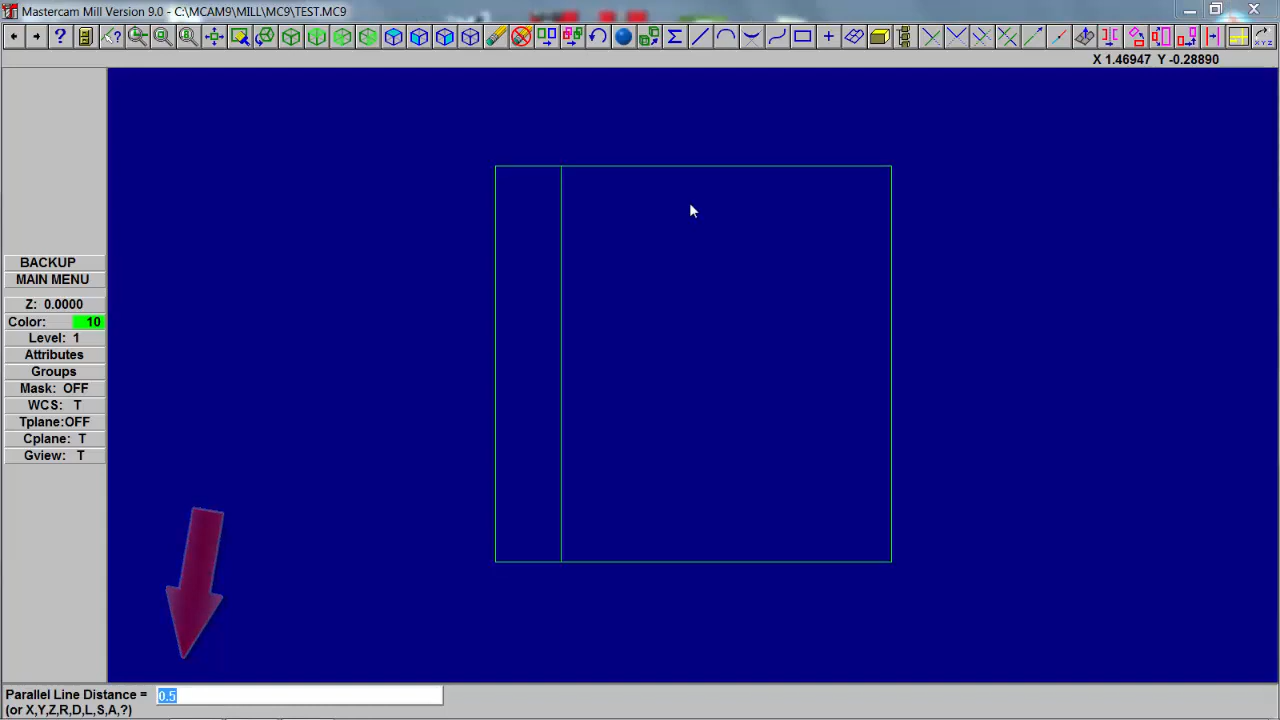 Mastercam Mill Version 9.0 - C:\MCAM9\MILL\MC9\TEST.MC9
X 1.46947 Y -0.28890
BACKUP
MAIN MENU
Z: 0.0000
Color: 10
Level: 1
Attributes
Groups
Mask: OFF
WCS: T
Tplane:OFF
Cplane: T
Gview: T
Parallel Line Distance = 0.5
(or X,Y,Z,R,D,L,S,A,?)